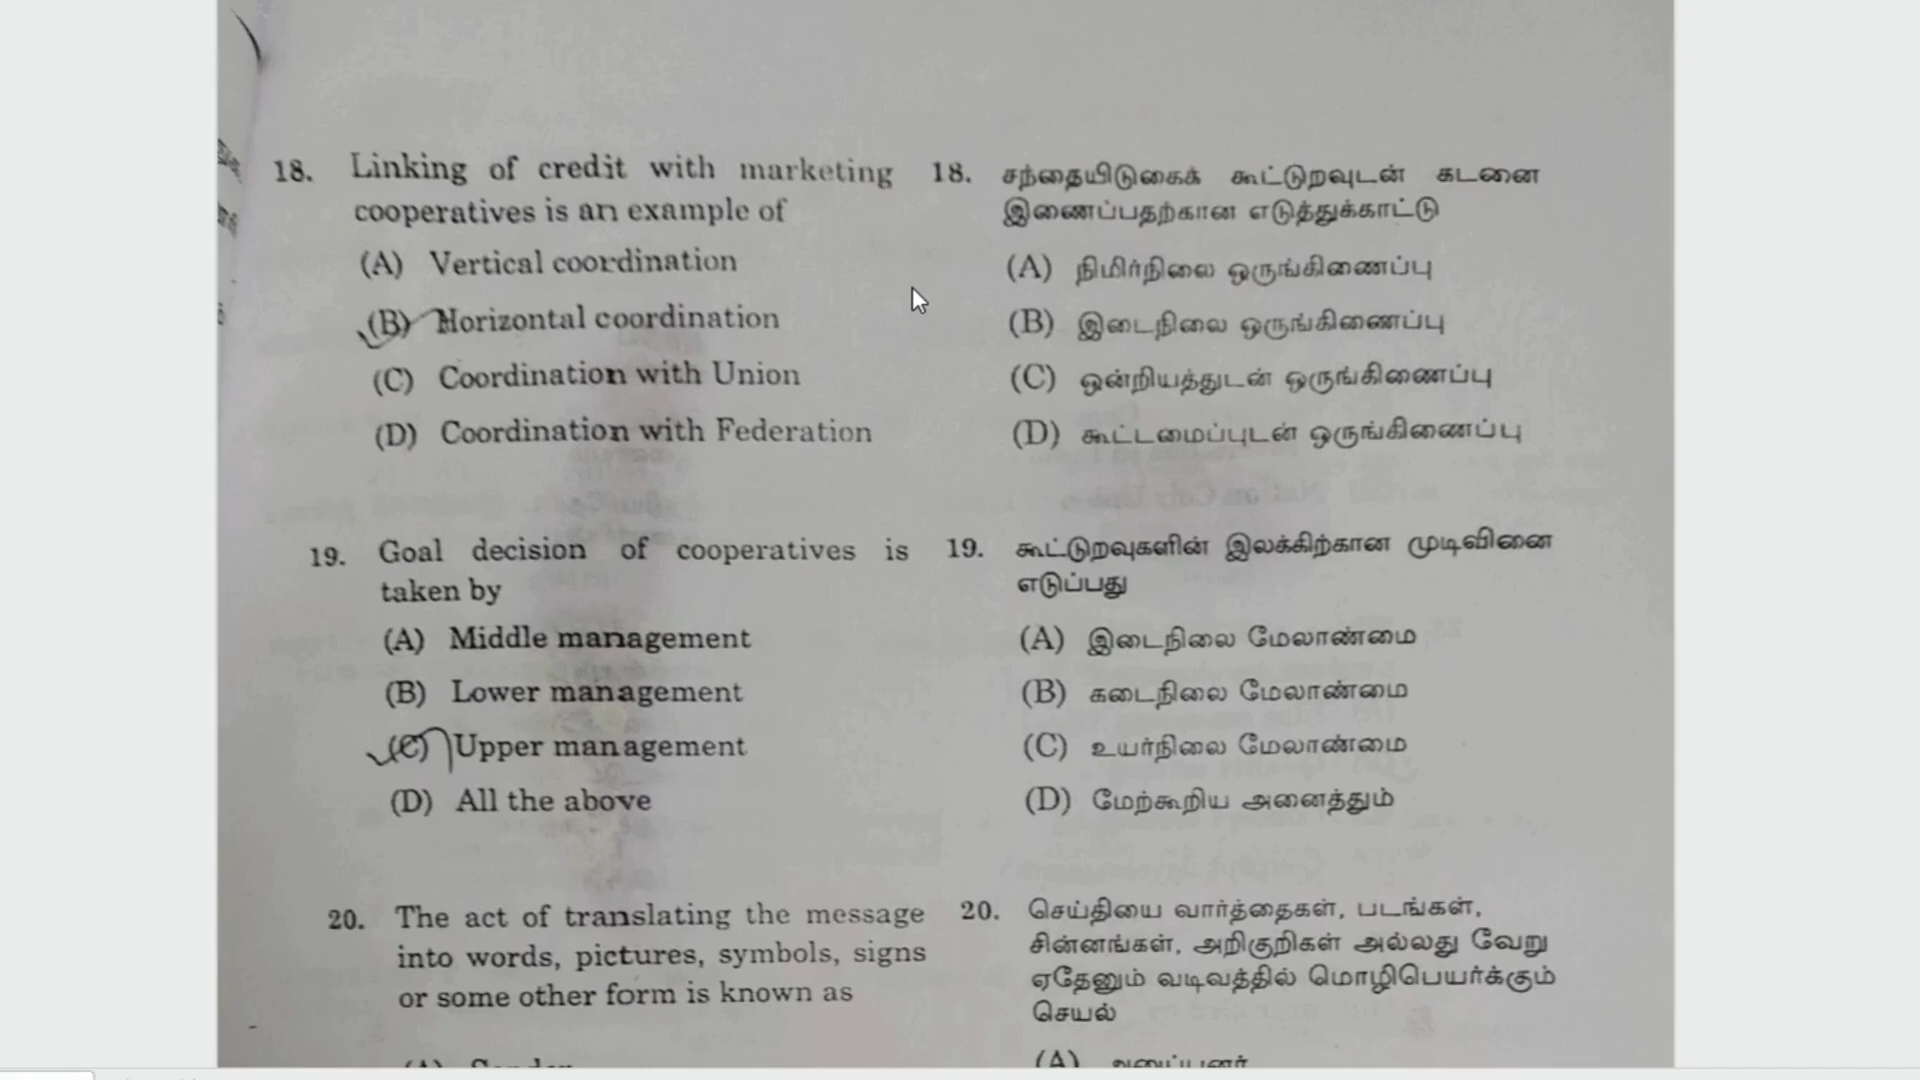 18. Linking of credit with marketing
cooperatives is an example of
(A) Vertical coordination
(B) Horizontal coordination
(C) Coordination with Union
(D) Coordination with Federation
19. Goal decision of cooperatives is
taken by
(A) Middle management
(B) Lower management
(C) Upper management
(D) All the above
20. The act of translating the message
into words, pictures, symbols, signs
or some other form is known as
(A) Sender
18. சந்தையிடுகைக் கூட்டுறவுடன் கடனை
இணைப்பதற்கான எடுத்துக்காட்டு
(A) நிமிர்நிலை ஒருங்கிணைப்பு
(B) இடைநிலை ஒருங்கிணைப்பு
(C) ஒன்றியத்துடன் ஒருங்கிணைப்பு
(D) கூட்டமைப்புடன் ஒருங்கிணைப்பு
19. கூட்டுறவுகளின் இலக்கிற்கான முடிவினை
எடுப்பது
(A) இடைநிலை மேலாண்மை
(B) கடைநிலை மேலாண்மை
(C) உயர்நிலை மேலாண்மை
(D) மேற்கூறிய அனைத்தும்
20. செய்தியை வார்த்தைகள், படங்கள்,
சின்னங்கள், அறிகுறிகள் அல்லது வேறு
ஏதேனும் வடிவத்தில் மொழிபெயர்க்கும்
செயல்
(A) அனுப்புனர்